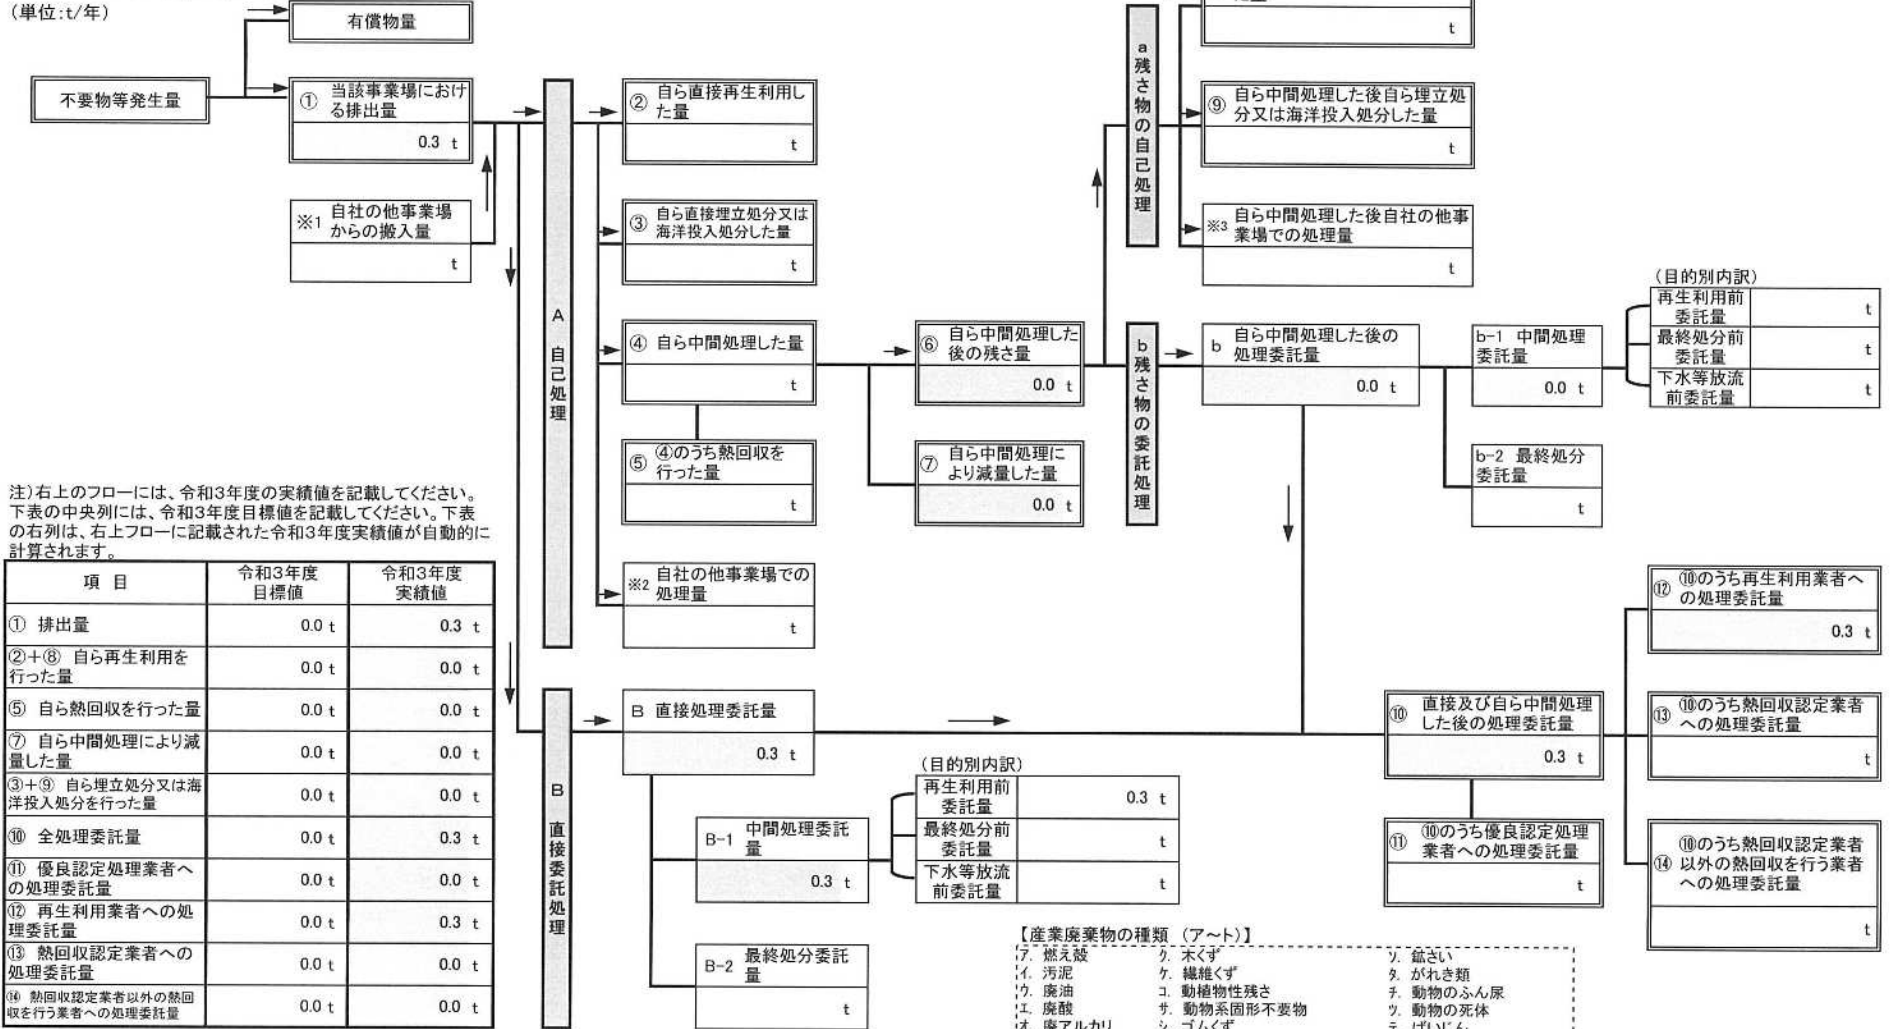 (単位:t/年)
有償物量
不要物等発生量
① 当該事業場におけ
る排出量
0.3 t
※1 自社の他事業場
からの搬入量
t
A 自己処理
② 自ら直接再生利用し
た量
t
③ 自ら直接埋立処分又は
海洋投入処分した量
t
④ 自ら中間処理した量
t
⑤ ④のうち熱回収を
行った量
t
※2 自社の他事業場での
処理量
t
⑥ 自ら中間処理した
後の残さ量
0.0 t
⑦ 自ら中間処理に
より減量した量
0.0 t
a 残さ物の自己処理
t
⑨ 自ら中間処理した後自ら埋立処
分又は海洋投入処分した量
t
※3 自ら中間処理した後自社の他事
業場での処理量
t
b 残さ物の委託処理
b 自ら中間処理した後の
処理委託量
0.0 t
b-1 中間処理
委託量
0.0 t
(目的別内訳)
再生利用前
委託量 t
最終処分前
委託量 t
下水等放流
前委託量 t
b-2 最終処分
委託量
t
注)右上のフローには、令和3年度の実績値を記載してください。
下表の中央列には、令和3年度目標値を記載してください。下表
の右列は、右上フローに記載された令和3年度実績値が自動的に
計算されます。
項 目 令和3年度 目標値 令和3年度 実績値
① 排出量 0.0 t 0.3 t
②+⑧ 自ら再生利用を
行った量 0.0 t 0.0 t
⑤ 自ら熱回収を行った量 0.0 t 0.0 t
⑦ 自ら中間処理により減
量した量 0.0 t 0.0 t
③+⑨ 自ら埋立処分又は海
洋投入処分を行った量 0.0 t 0.0 t
⑩ 全処理委託量 0.0 t 0.3 t
⑪ 優良認定処理業者へ
の処理委託量 0.0 t 0.0 t
⑫ 再生利用業者への処
理委託量 0.0 t 0.3 t
⑬ 熱回収認定業者への
処理委託量 0.0 t 0.0 t
⑭ 熱回収認定業者以外の熱回
収を行う業者への処理委託量 0.0 t 0.0 t
B 直接委託処理
B 直接処理委託量
0.3 t
B-1 中間処理委託
量
0.3 t
(目的別内訳)
再生利用前
委託量 0.3 t
最終処分前
委託量 t
下水等放流
前委託量 t
B-2 最終処分委託
量
t
⑩ 直接及び自ら中間処理
した後の処理委託量
0.3 t
⑪ ⑩のうち優良認定処理
業者への処理委託量
t
⑫ ⑩のうち再生利用業者へ
の処理委託量
0.3 t
⑬ ⑩のうち熱回収認定業者
への処理委託量
t
⑭ ⑩のうち熱回収認定業者
以外の熱回収を行う業者
への処理委託量
t
【産業廃棄物の種類 (ア~ト)】
ア. 燃え殻 ク. 木くず ソ. 鉱さい
イ. 汚泥 ケ. 繊維くず タ. がれき類
ウ. 廃油 コ. 動植物性残さ チ. 動物のふん尿
エ. 廃酸 サ. 動物系固形不要物 ツ. 動物の死体
オ. 廃アルカリ シ. ゴムくず テ. ばいじん